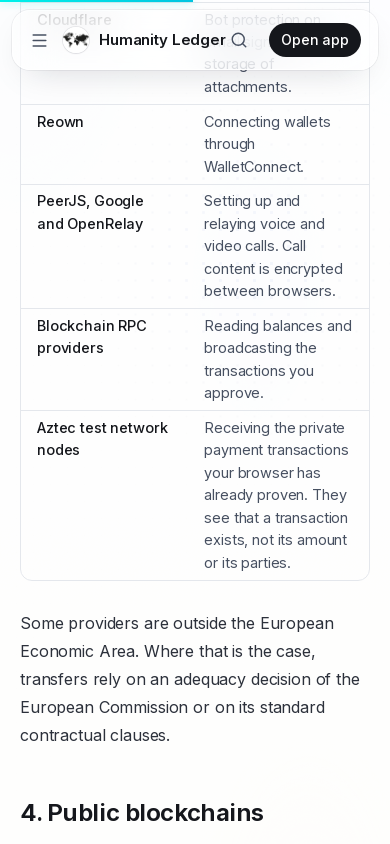 Cloudflare
Bot protection on
Humanity Ledger
Open app
storage of
attachments.
Reown
Connecting wallets
through
WalletConnect.
PeerJS, Google
and OpenRelay
Setting up and
relaying voice and
video calls. Call
content is encrypted
between browsers.
Blockchain RPC
providers
Reading balances and
broadcasting the
transactions you
approve.
Aztec test network
nodes
Receiving the private
payment transactions
your browser has
already proven. They
see that a transaction
exists, not its amount
or its parties.
Some providers are outside the European
Economic Area. Where that is the case,
transfers rely on an adequacy decision of the
European Commission or on its standard
contractual clauses.
4. Public blockchains